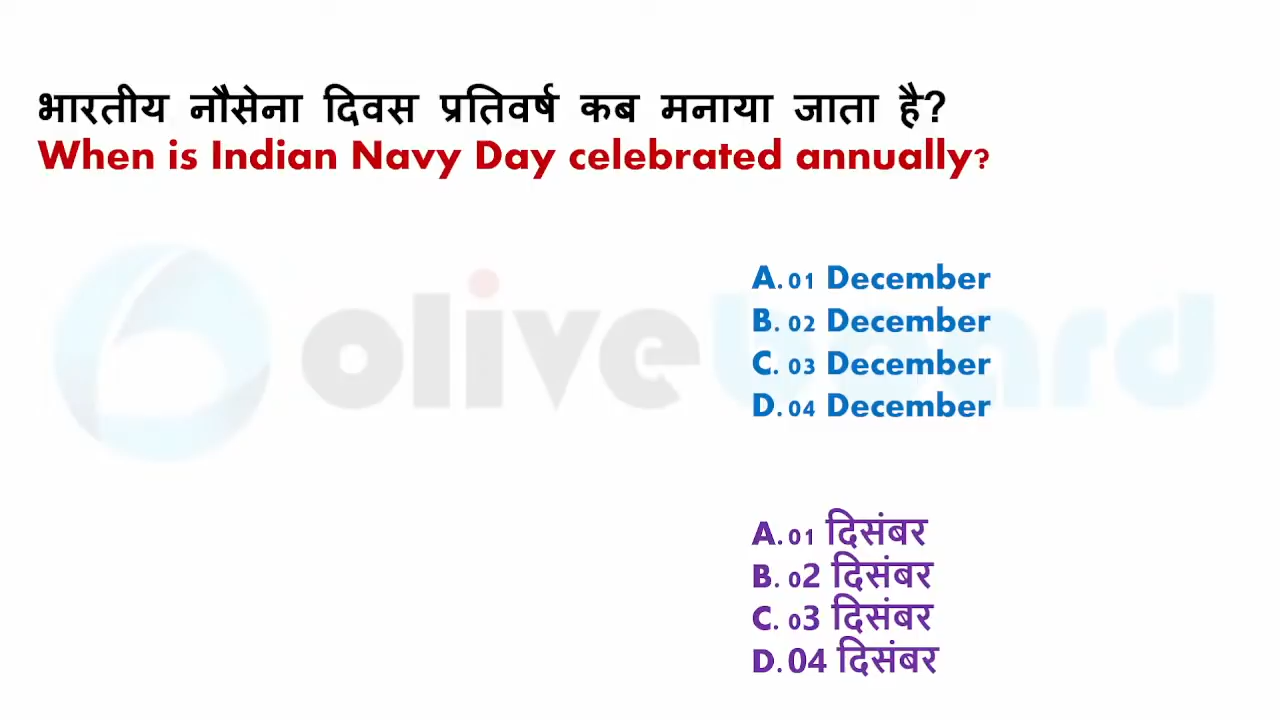 भारतीय नौसेना दिवस प्रतिवर्ष कब मनाया जाता है?
When is Indian Navy Day celebrated annually?
oliveboard
A. 01 December
B. 02 December
C. 03 December
D. 04 December
A. 01 दिसंबर
B. 02 दिसंबर
C. 03 दिसंबर
D. 04 दिसंबर